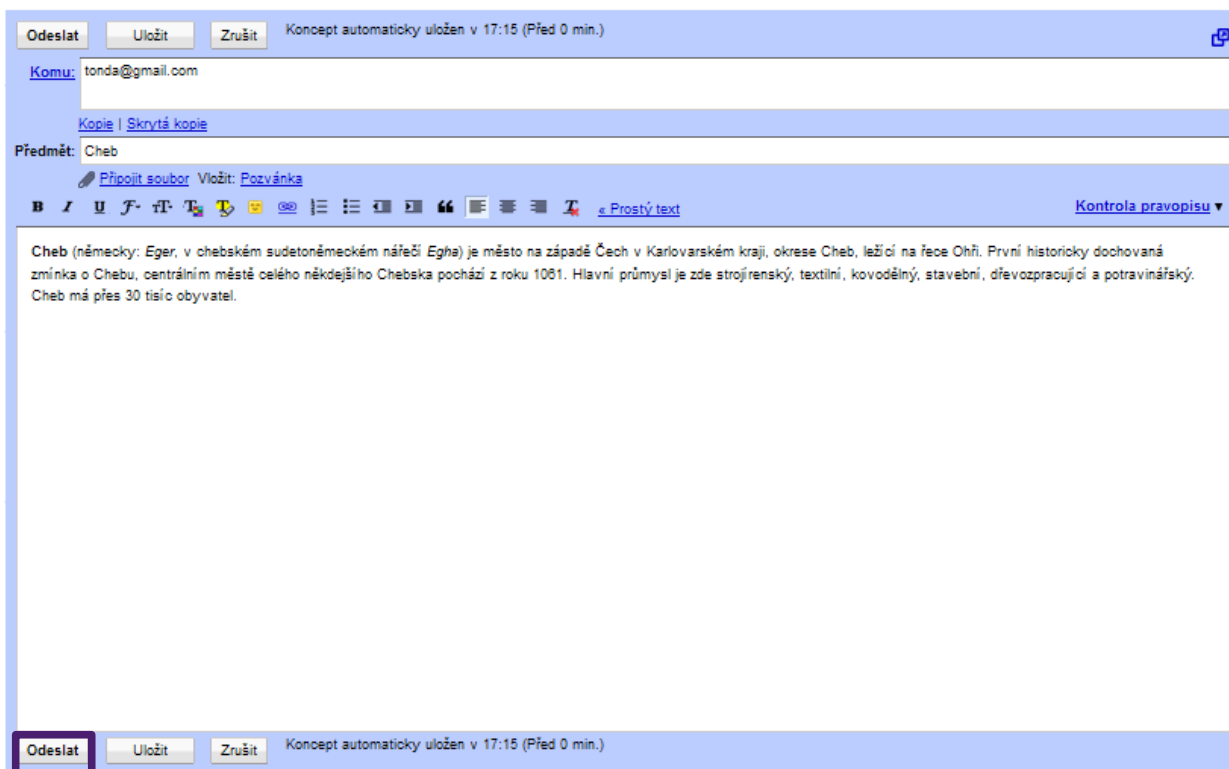 Odeslat Uložit Zrušit Koncept automaticky uložen v 17:15 (Před 0 min.)
Komu: tonda@gmail.com
Kopie | Skrytá kopie
Předmět: Cheb
Připojit soubor Vložit: Pozvánka
B I U « Prostý text Kontrola pravopisu ▼
Cheb (německy: Eger, v chebském sudetoněmeckém nářečí Egha) je město na západě Čech v Karlovarském kraji, okrese Cheb, ležící na řece Ohři. První historicky dochovaná
zmínka o Chebu, centrálním městě celého někdejšího Chebska pochází z roku 1061. Hlavní průmysl je zde strojírenský, textilní, kovodělný, stavební, dřevozpracující a potravinářský.
Cheb má přes 30 tisíc obyvatel.
Odeslat Uložit Zrušit Koncept automaticky uložen v 17:15 (Před 0 min.)